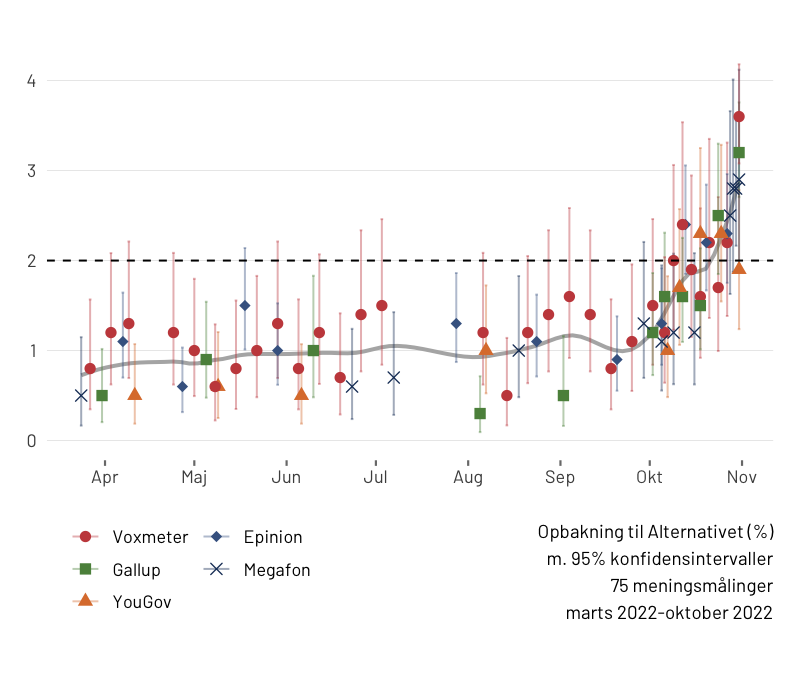 4
3
2
1
0
Apr Maj Jun Jul Aug Sep Okt Nov
Voxmeter Epinion
Gallup Megafon
YouGov
Opbakning til Alternativet (%)
m. 95% konfidensintervaller
75 meningsmålinger
marts 2022-oktober 2022